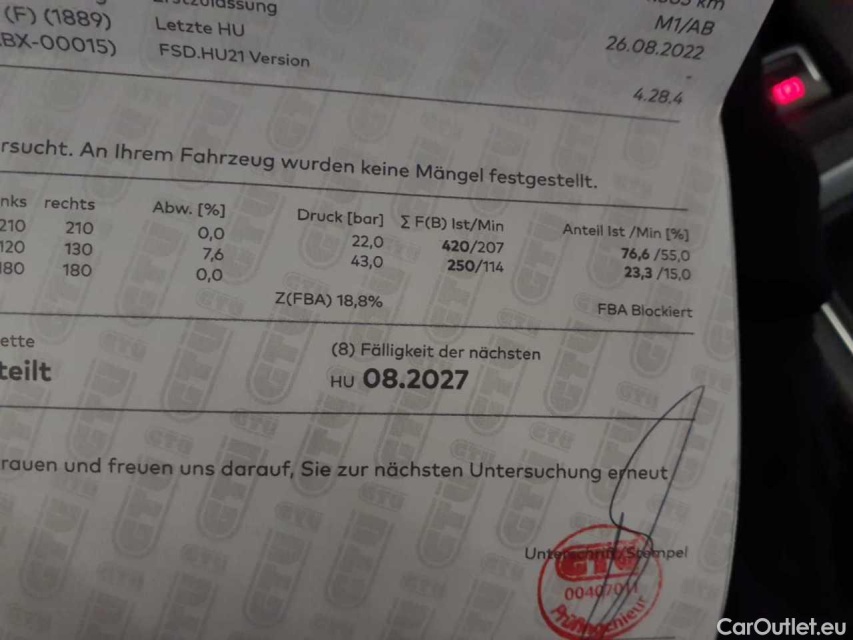 (F) (1889)
Letzte HU
M1/AB
BX-00015)
FSD.HU21 Version
26.08.2022
-
4.28.4
rsucht. An Ihrem Fahrzeug wurden keine Mängel festgestellt.
nks rechts Abw. [%] Druck [bar] Σ F(B) Ist/Min Anteil Ist /Min [%]
210 210 0,0 22,0 420/207 76,6 /55,0
120 130 7,6 43,0 250/114 23,3 /15,0
180 180 0,0
Z(FBA) 18,8% FBA Blockiert
ette
(8) Fälligkeit der nächsten
teilt
HU 08.2027
rauen und freuen uns darauf, Sie zur nächsten Untersuchung erneut
Unterschrift/Stempel
GTÜ
Prüfingenieur
CarOutlet.eu